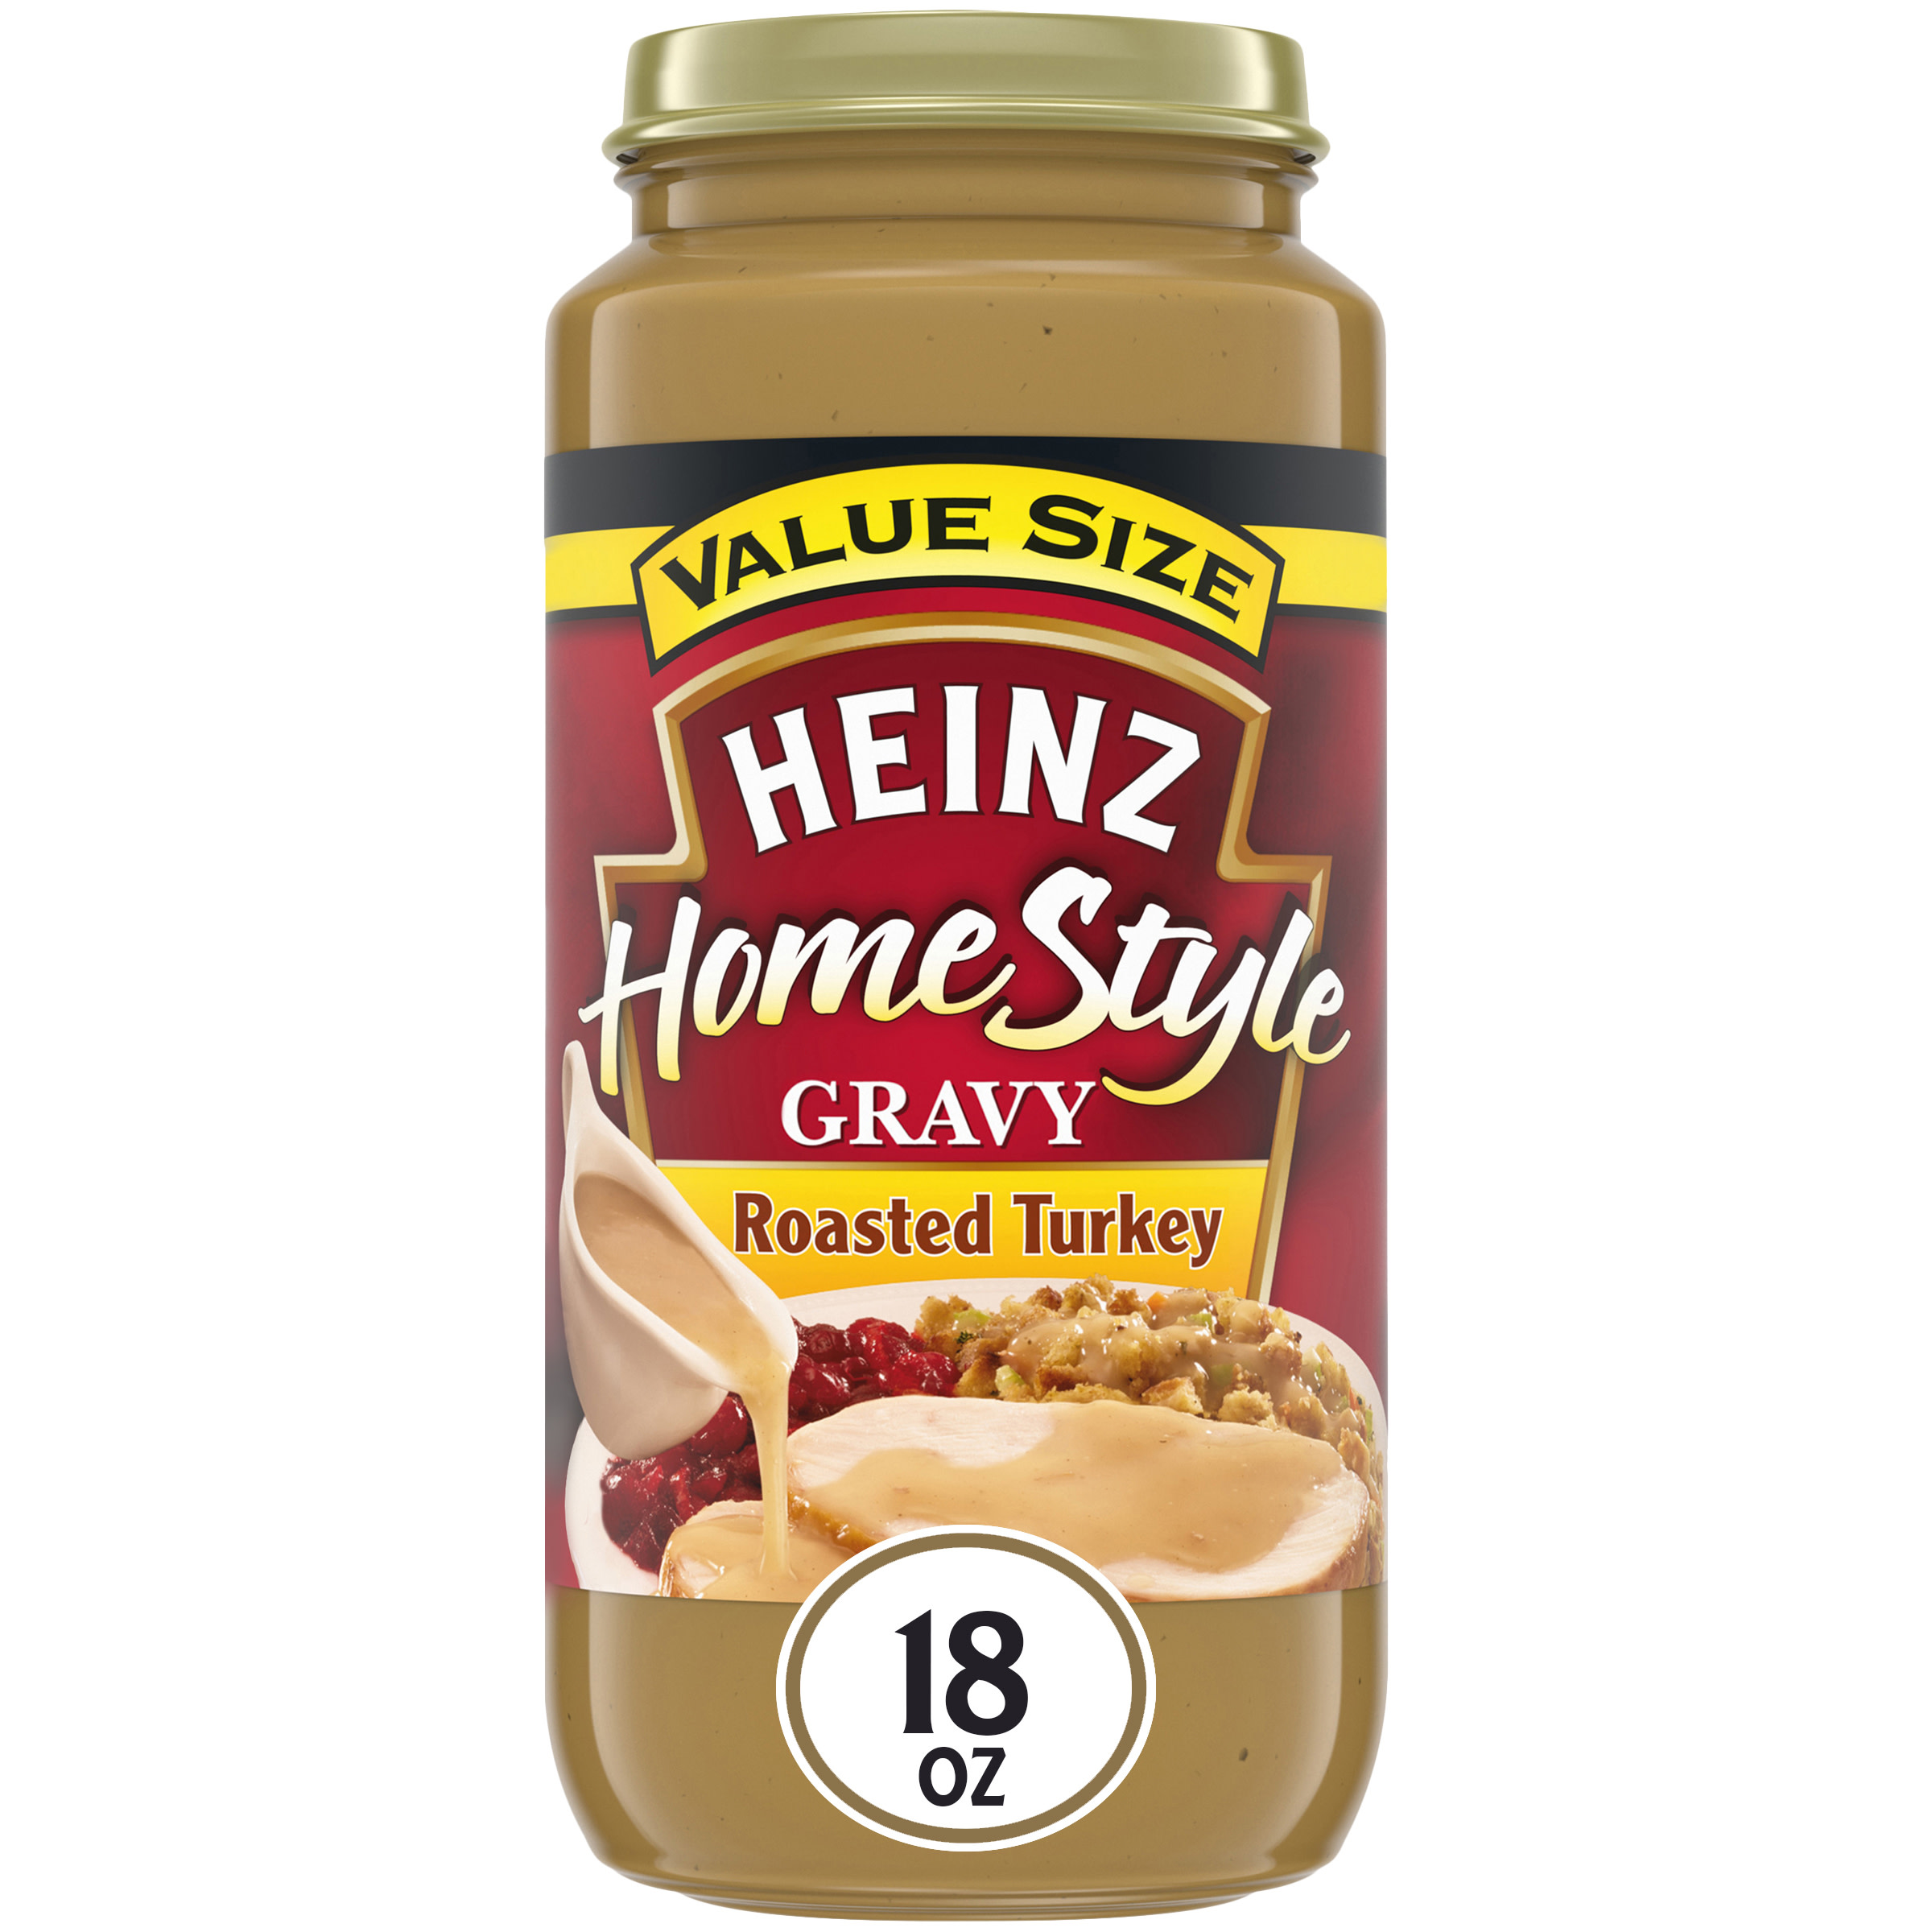 VALUE SIZE
HEINZ
HomeStyle
GRAVY
Roasted Turkey
18
OZ